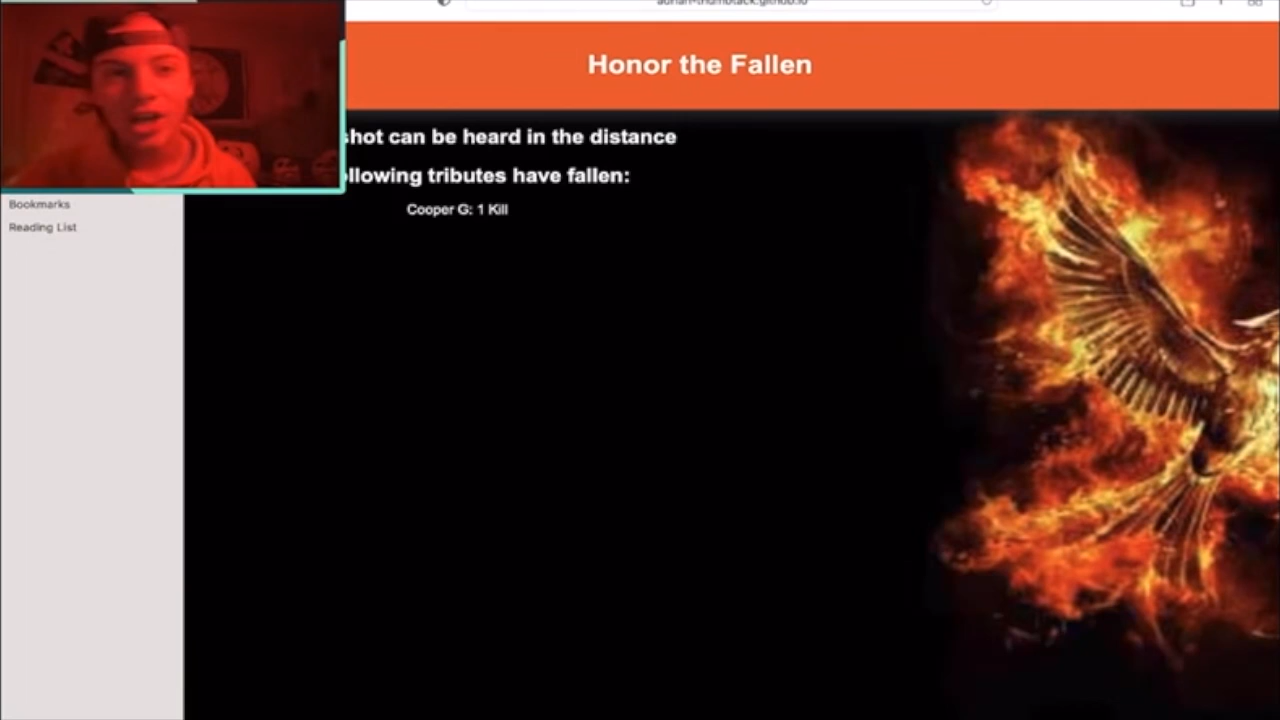 Honor the Fallen
shot can be heard in the distance
ollowing tributes have fallen:
Cooper G: 1 Kill
Bookmarks
Reading List